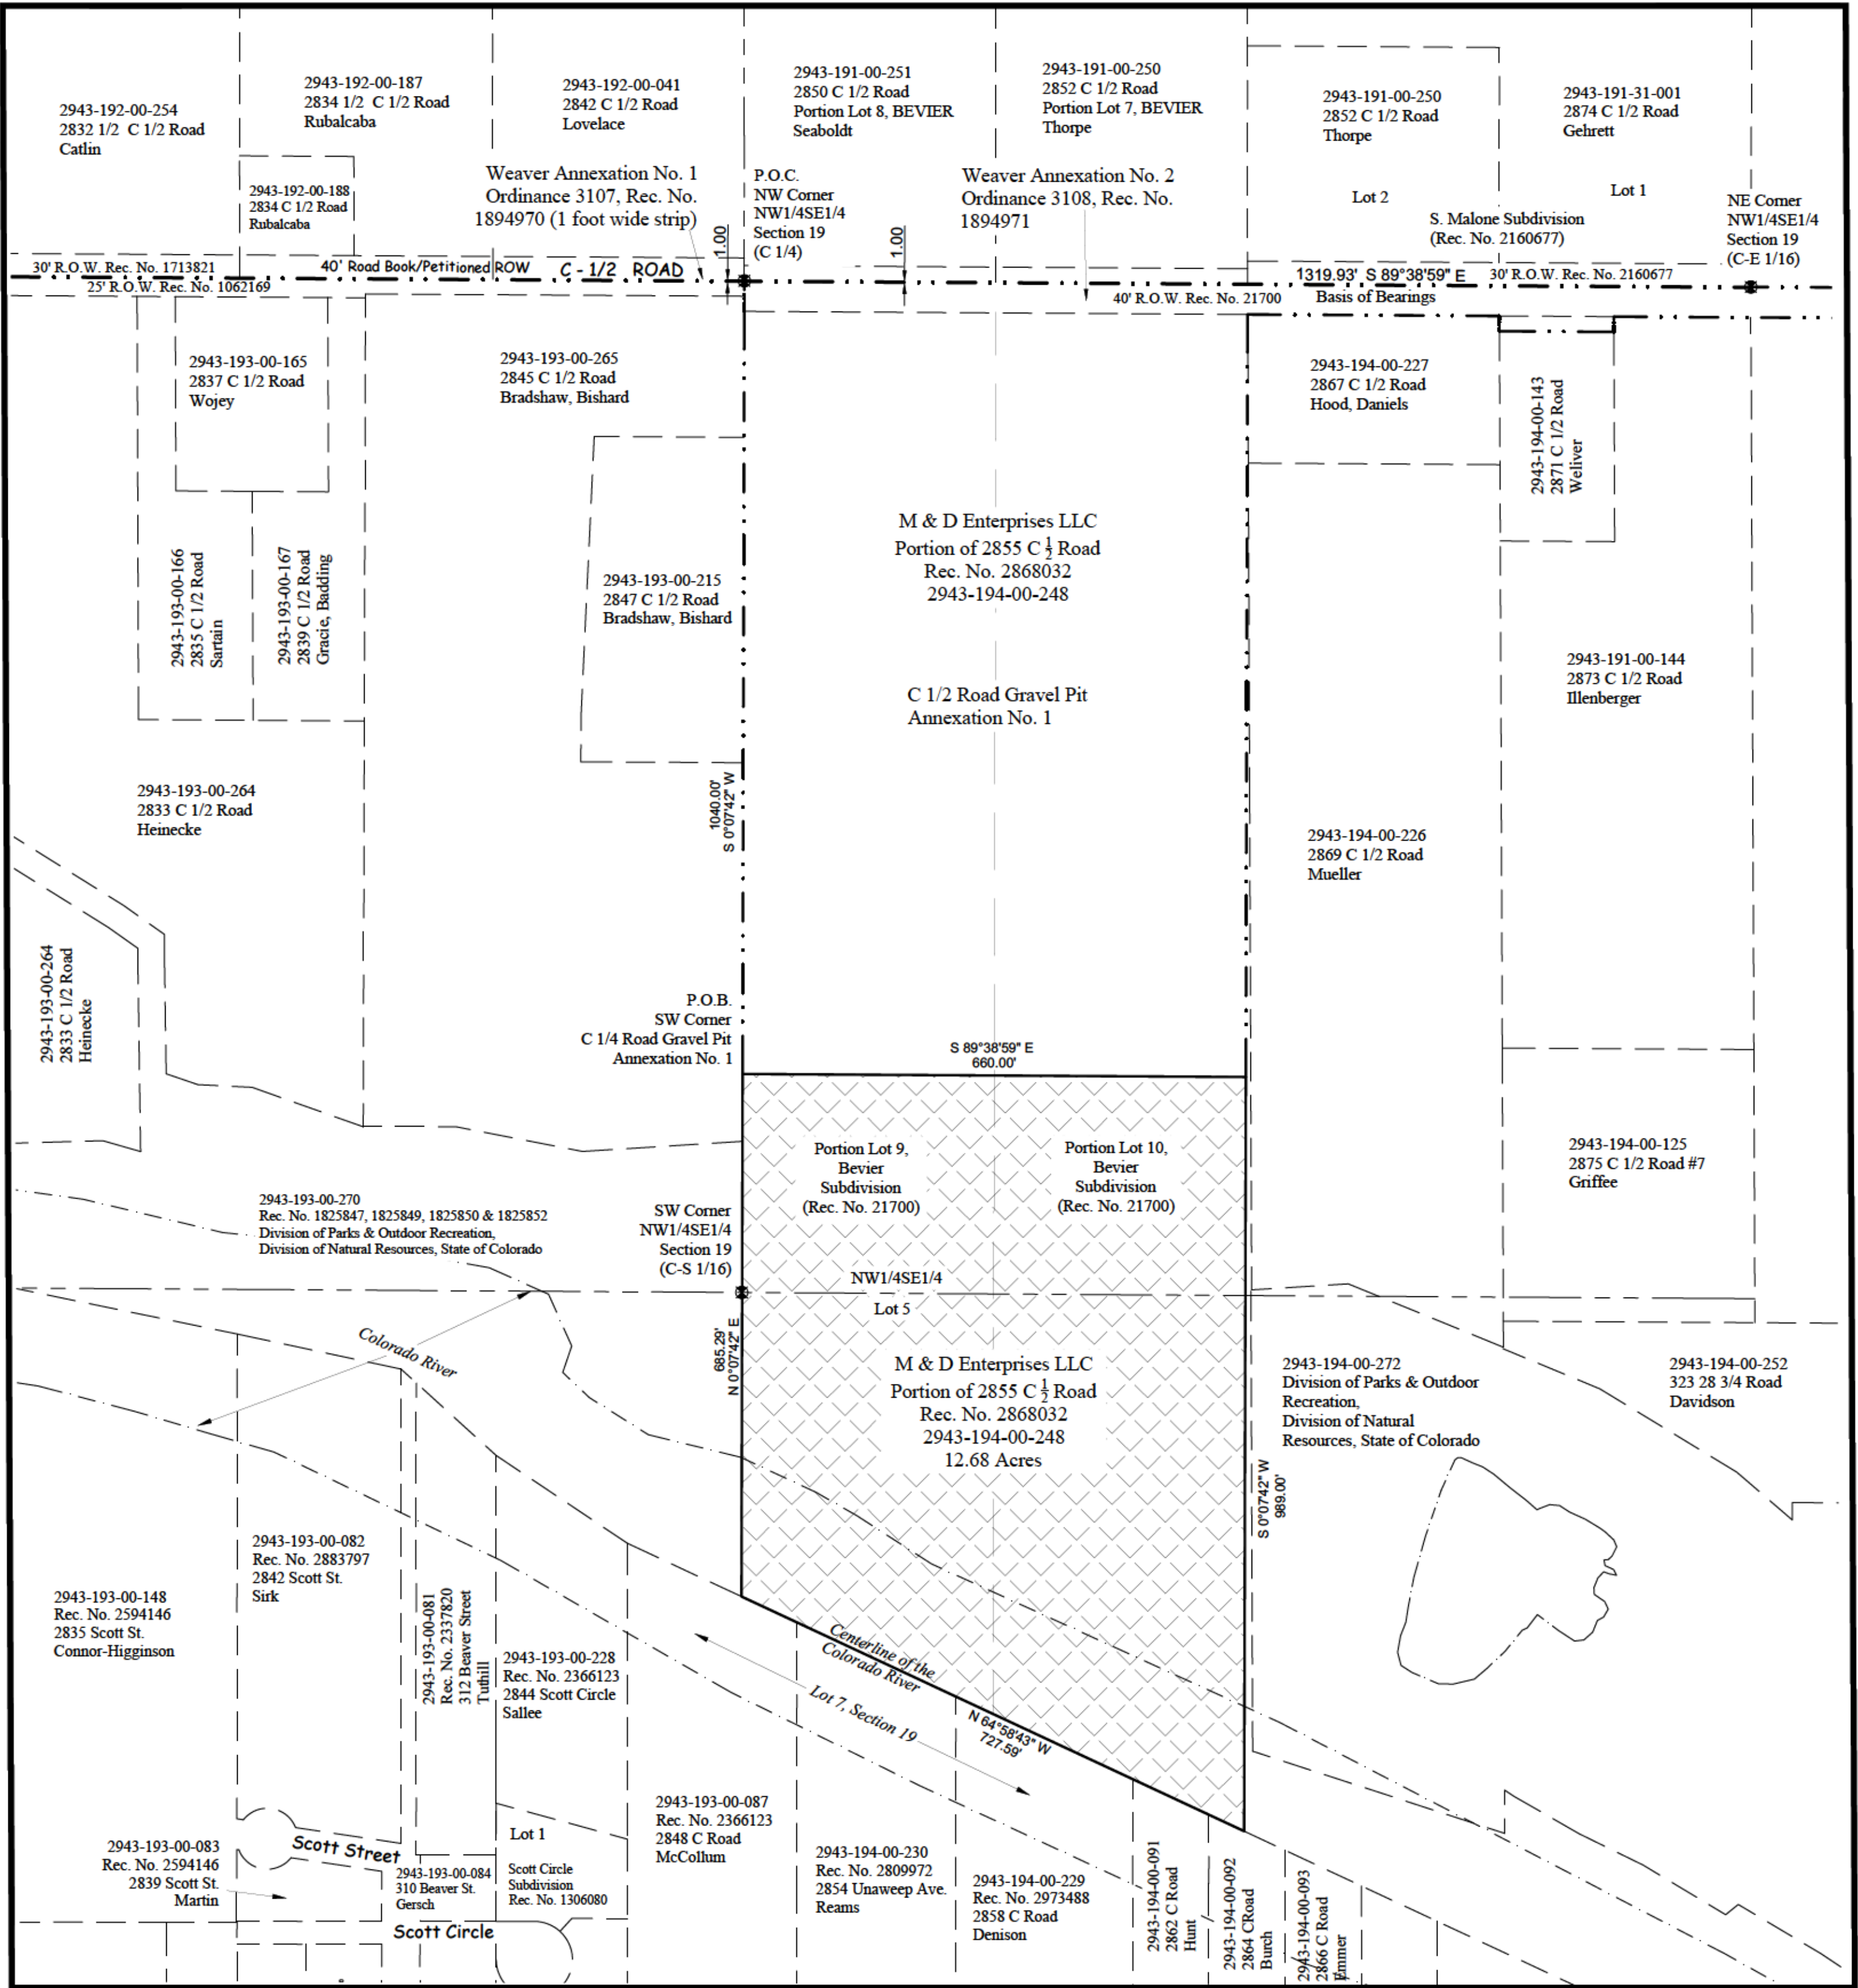 2943-192-00-254
2832 1/2 C 1/2 Road
Catlin
2943-192-00-187
2834 1/2 C 1/2 Road
Rubalcaba
2943-192-00-041
2842 C 1/2 Road
Lovelace
2943-191-00-251
2850 C 1/2 Road
Portion Lot 8, BEVIER
Seaboldt
2943-191-00-250
2852 C 1/2 Road
Portion Lot 7, BEVIER
Thorpe
2943-191-00-250
2852 C 1/2 Road
Thorpe
2943-191-31-001
2874 C 1/2 Road
Gehrett
2943-192-00-188
2834 C 1/2 Road
Rubalcaba
Weaver Annexation No. 1
Ordinance 3107, Rec. No.
1894970 (1 foot wide strip)
P.O.C.
NW Corner
NW1/4SE1/4
Section 19
(C 1/4)
Weaver Annexation No. 2
Ordinance 3108, Rec. No.
1894971
Lot 2
Lot 1
S. Malone Subdivision
(Rec. No. 2160677)
NE Corner
NW1/4SE1/4
Section 19
(C-E 1/16)
1.00
1.00
30' R.O.W. Rec. No. 1713821
40' Road Book/Petitioned ROW
C - 1/2 ROAD
1319.93' S 89°38'59" E
30' R.O.W. Rec. No. 2160677
25' R.O.W. Rec. No. 1062169
40' R.O.W. Rec. No. 21700
Basis of Bearings
2943-193-00-165
2837 C 1/2 Road
Wojey
2943-193-00-265
2845 C 1/2 Road
Bradshaw, Bishard
2943-194-00-227
2867 C 1/2 Road
Hood, Daniels
2943-194-00-143
2871 C 1/2 Road
Weliver
2943-193-00-166
2835 C 1/2 Road
Sartain
2943-193-00-167
2839 C 1/2 Road
Gracie, Badding
2943-193-00-215
2847 C 1/2 Road
Bradshaw, Bishard
M & D Enterprises LLC
Portion of 2855 C 1/2 Road
Rec. No. 2868032
2943-194-00-248
C 1/2 Road Gravel Pit
Annexation No. 1
2943-191-00-144
2873 C 1/2 Road
Illenberger
2943-193-00-264
2833 C 1/2 Road
Heinecke
1040.00'
S 0°07'42" W
2943-194-00-226
2869 C 1/2 Road
Mueller
2943-193-00-264
2833 C 1/2 Road
Heinecke
P.O.B.
SW Corner
C 1/4 Road Gravel Pit
Annexation No. 1
S 89°38'59" E
660.00'
Portion Lot 9,
Bevier
Subdivision
(Rec. No. 21700)
Portion Lot 10,
Bevier
Subdivision
(Rec. No. 21700)
2943-194-00-125
2875 C 1/2 Road #7
Griffee
2943-193-00-270
Rec. No. 1825847, 1825849, 1825850 & 1825852
Division of Parks & Outdoor Recreation,
Division of Natural Resources, State of Colorado
SW Corner
NW1/4SE1/4
Section 19
(C-S 1/16)
NW1/4SE1/4
Lot 5
Colorado River
685.29'
N 0°07'42" E
M & D Enterprises LLC
Portion of 2855 C 1/2 Road
Rec. No. 2868032
2943-194-00-248
12.68 Acres
2943-194-00-272
Division of Parks & Outdoor
Recreation,
Division of Natural
Resources, State of Colorado
2943-194-00-252
323 28 3/4 Road
Davidson
S 0°07'42" W
989.00'
2943-193-00-148
Rec. No. 2594146
2835 Scott St.
Connor-Higginson
2943-193-00-082
Rec. No. 2883797
2842 Scott St.
Sirk
2943-193-00-081
Rec. No. 2337820
312 Beaver Street
Tuthill
2943-193-00-228
Rec. No. 2366123
2844 Scott Circle
Sallee
Centerline of the
Colorado River
Lot 7, Section 19
N 64°58'43" W
727.59'
2943-193-00-083
Rec. No. 2594146
2839 Scott St.
Martin
Scott Street
2943-193-00-084
310 Beaver St.
Gersch
Lot 1
Scott Circle
Subdivision
Rec. No. 1306080
Scott Circle
2943-193-00-087
Rec. No. 2366123
2848 C Road
McCollum
2943-194-00-230
Rec. No. 2809972
2854 Unaweep Ave.
Reams
2943-194-00-229
Rec. No. 2973488
2858 C Road
Denison
2943-194-00-091
2862 C Road
Hunt
2943-194-00-092
2864 CRoad
Burch
2943-194-00-093
2866 C Road
Emmer